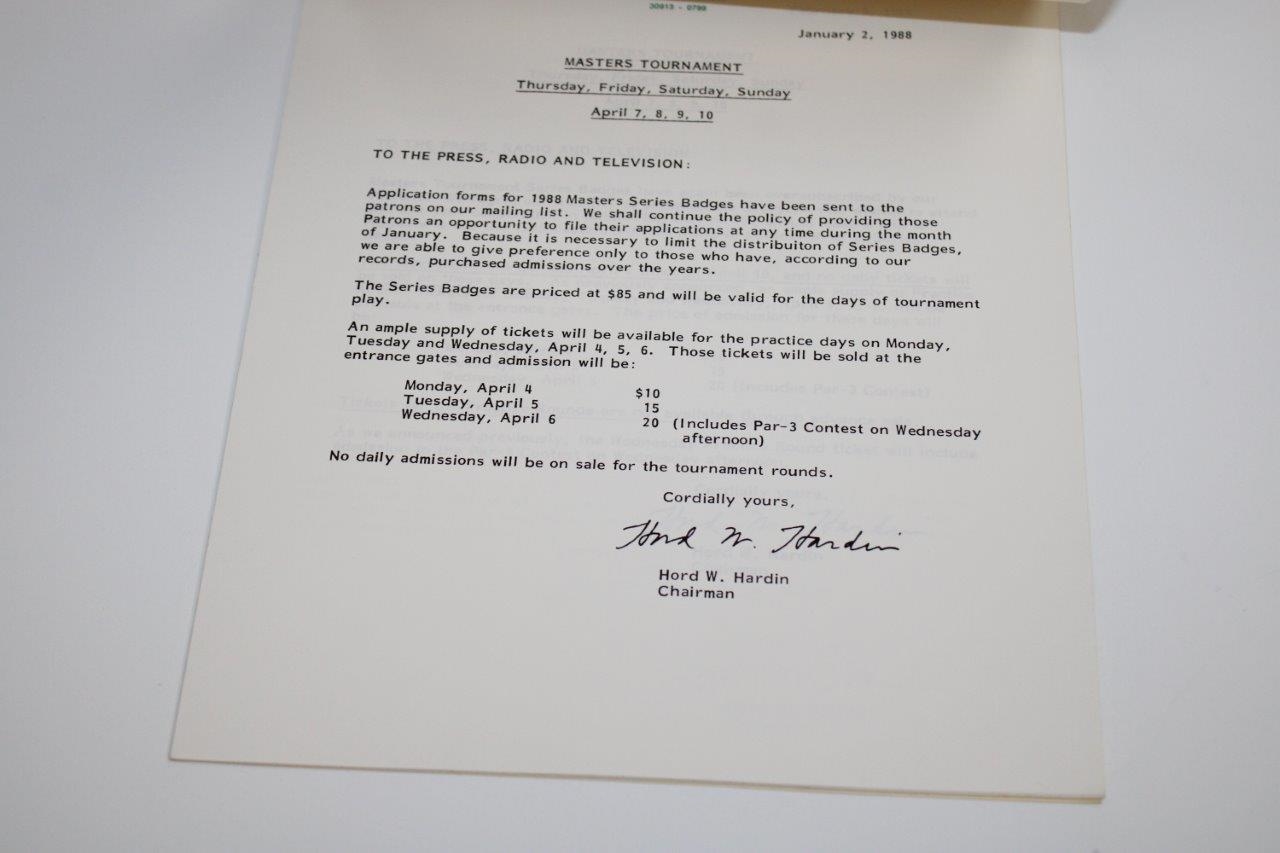 30913 - 0799
January 2, 1988
MASTERS TOURNAMENT
Thursday, Friday, Saturday, Sunday
April 7, 8, 9, 10
TO THE PRESS, RADIO AND TELEVISION:
Application forms for 1988 Masters Series Badges have been sent to the
patrons on our mailing list. We shall continue the policy of providing those
Patrons an opportunity to file their applications at any time during the month
of January. Because it is necessary to limit the distribuiton of Series Badges,
we are able to give preference only to those who have, according to our
records, purchased admissions over the years.
The Series Badges are priced at $85 and will be valid for the days of tournament
play.
An ample supply of tickets will be available for the practice days on Monday,
Tuesday and Wednesday, April 4, 5, 6. Those tickets will be sold at the
entrance gates and admission will be:
Monday, April 4 $10
Tuesday, April 5 15
Wednesday, April 6 20 (Includes Par-3 Contest on Wednesday
afternoon)
No daily admissions will be on sale for the tournament rounds.
Cordially yours,
Hord W. Hardin
Hord W. Hardin
Chairman